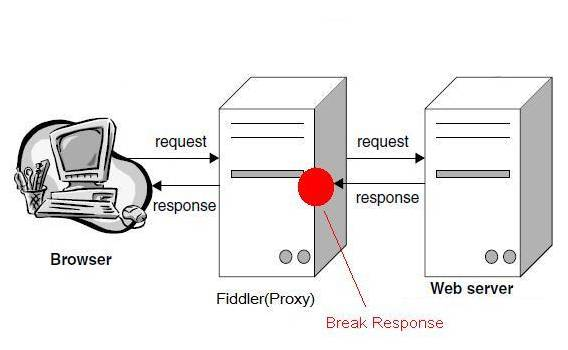 request
request
response
response
Browser
Fiddler(Proxy)
Web server
Break Response